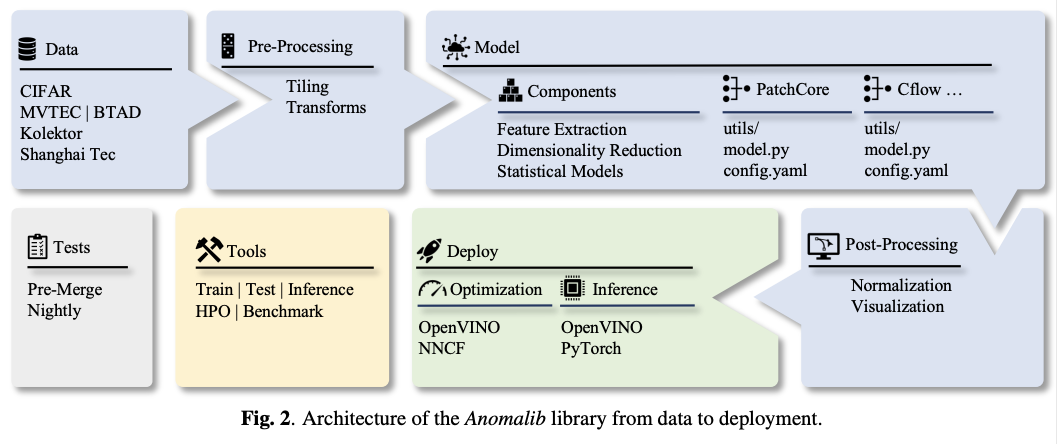 Data
CIFAR
MVTEC | BTAD
Kolektor
Shanghai Tec
Pre-Processing
Tiling
Transforms
Model
Components
Feature Extraction
Dimensionality Reduction
Statistical Models
PatchCore
utils/
model.py
config.yaml
Cflow ...
utils/
model.py
config.yaml
Tests
Pre-Merge
Nightly
Tools
Train | Test | Inference
HPO | Benchmark
Deploy
Optimization
OpenVINO
NNCF
Inference
OpenVINO
PyTorch
Post-Processing
Normalization
Visualization
Fig. 2. Architecture of the Anomalib library from data to deployment.